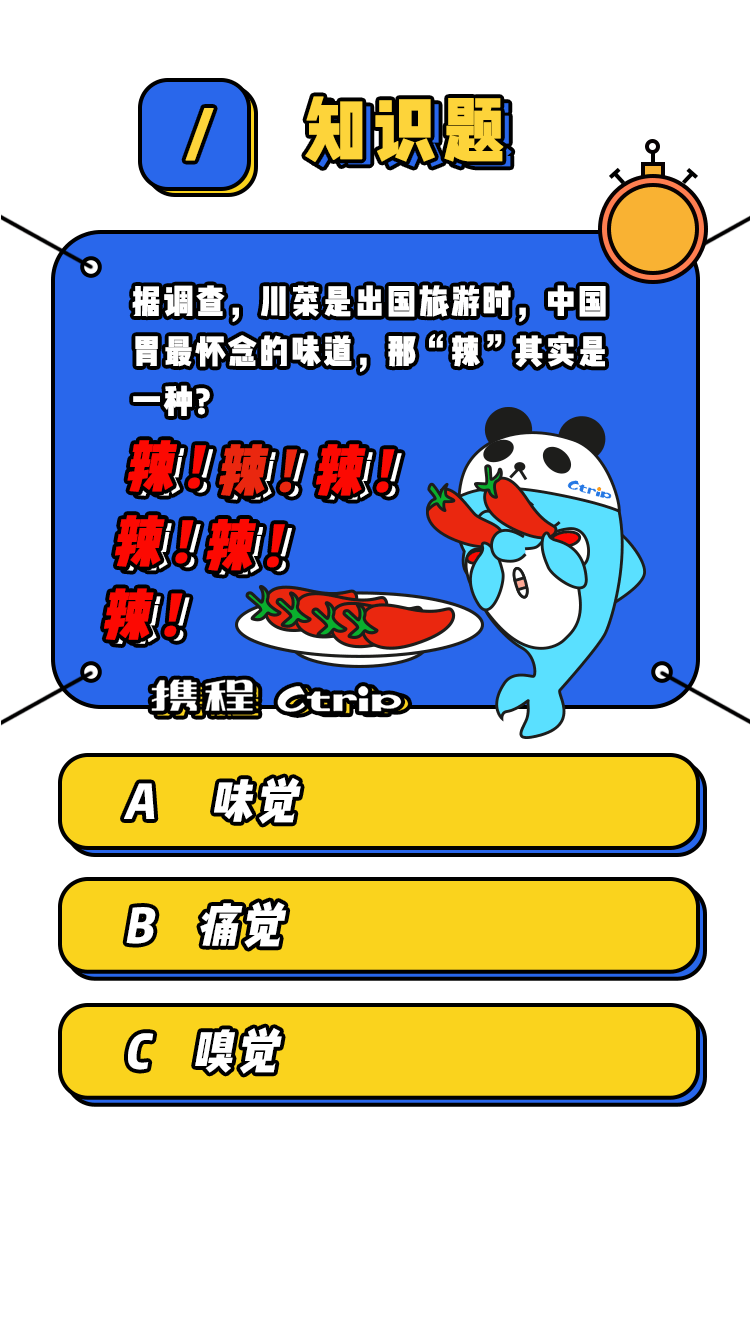 / 知识题
据调查，川菜是出国旅游时，中国
胃最怀念的味道，那“辣”其实是
一种？
辣！辣！辣！
辣！辣！
辣！
Ctrip
携程 Ctrip
A 味觉
B 痛觉
C 嗅觉